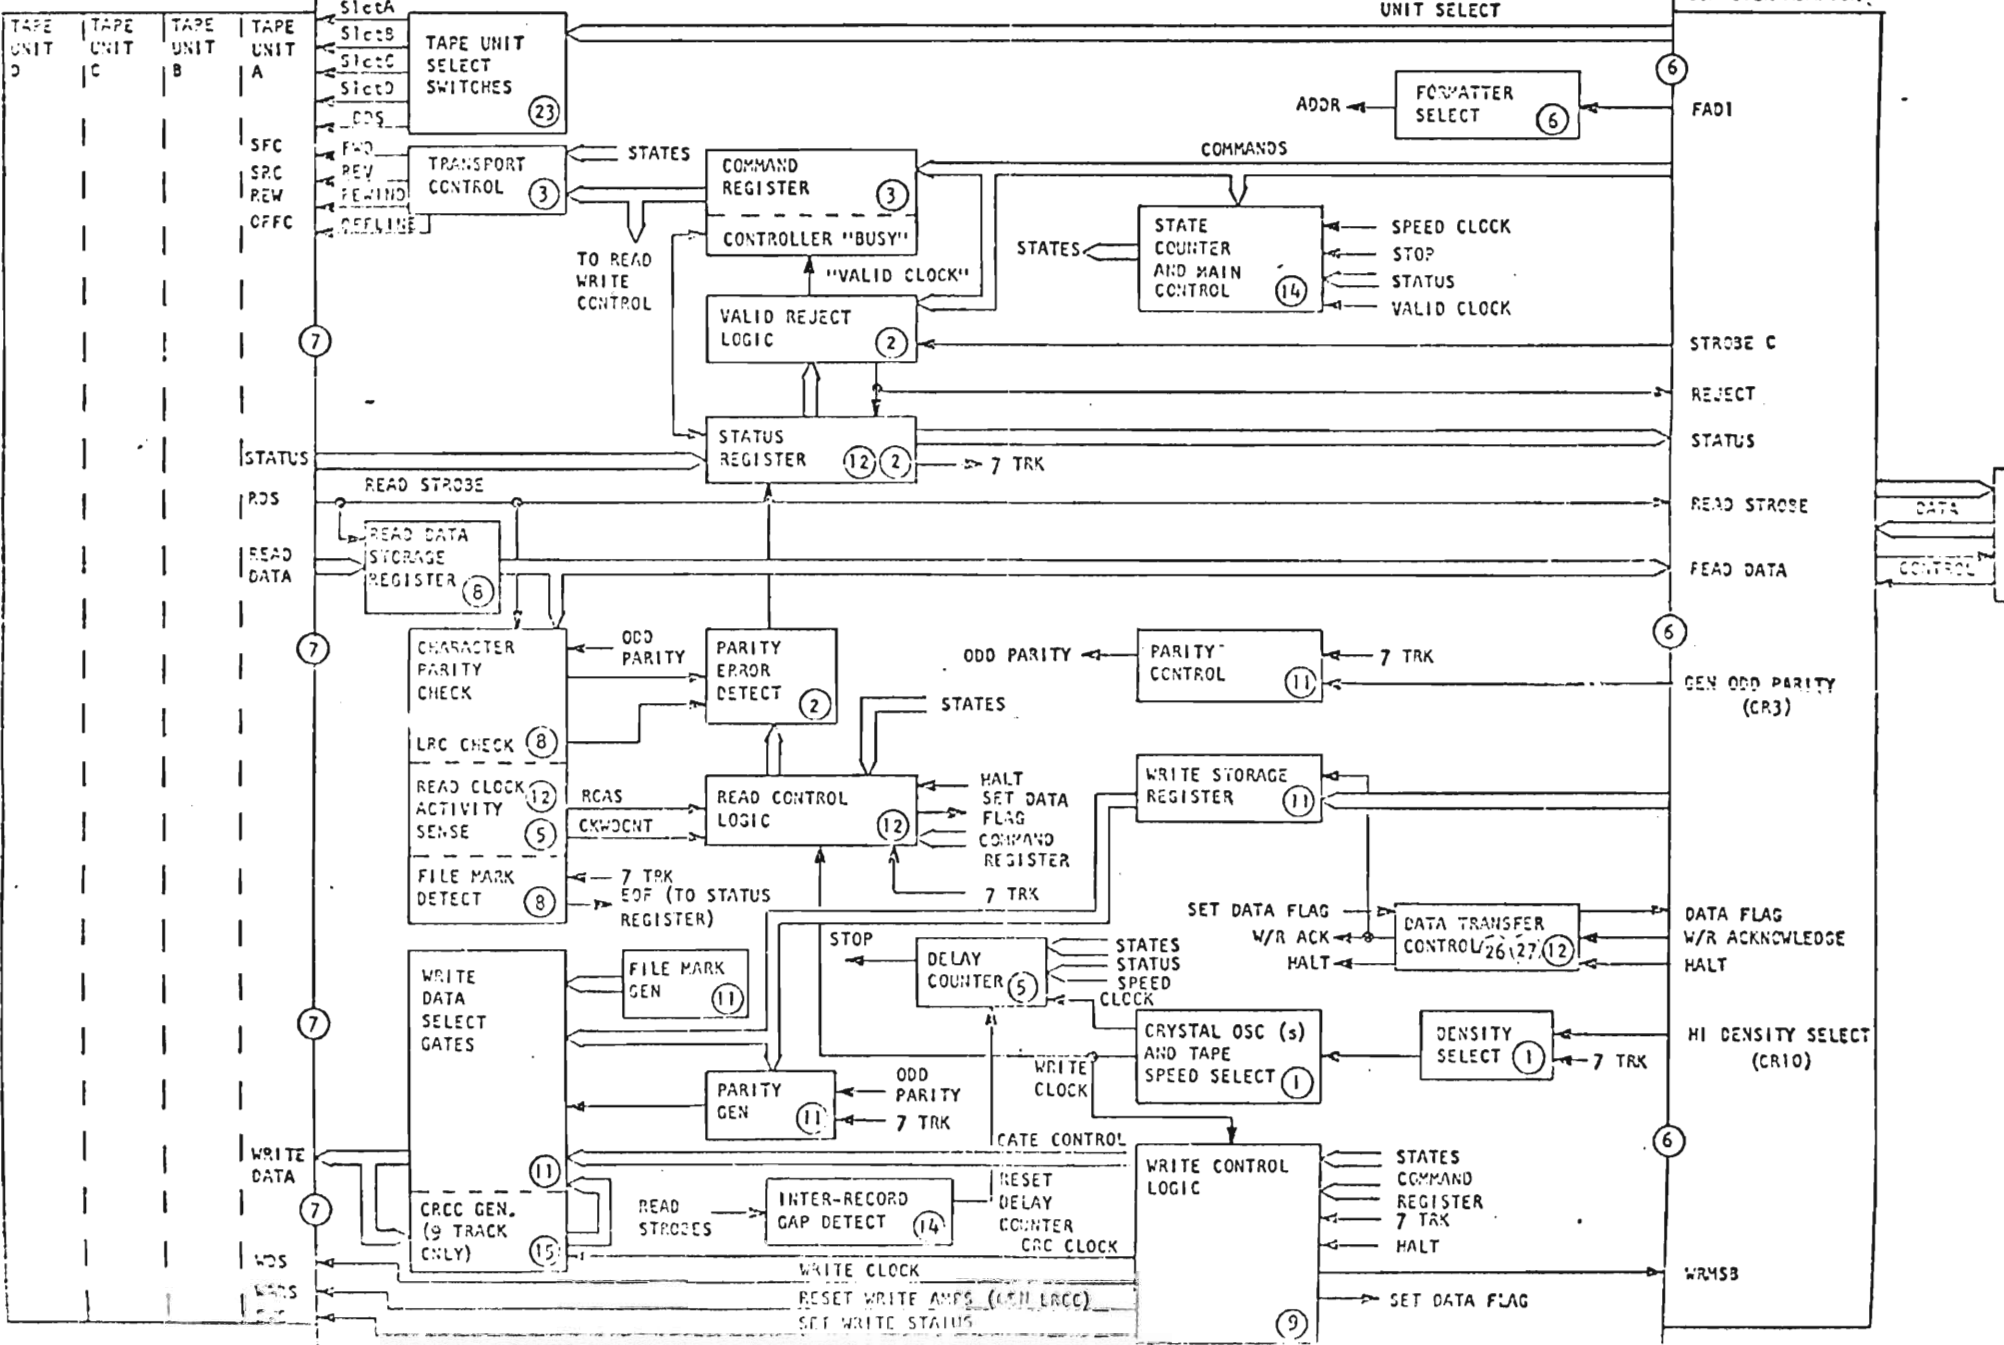 TAPE UNIT D
TAPE UNIT C
TAPE UNIT B
TAPE UNIT A
SlctA
SlctB
SlctC
SlctD
DDS
TAPE UNIT
SELECT
SWITCHES
23
UNIT SELECT
6
ADDR
FORMATTER
SELECT
6
FAD1
SFC
SRC
REW
OFFC
FWD
REV
REWIND
OFFLINE
TRANSPORT
CONTROL
3
STATES
COMMAND
REGISTER
3
CONTROLLER "BUSY"
COMMANDS
TO READ
WRITE
CONTROL
"VALID CLOCK"
STATES
STATE
COUNTER
AND MAIN
CONTROL
14
SPEED CLOCK
STOP
STATUS
VALID CLOCK
7
VALID REJECT
LOGIC
2
STROBE C
REJECT
STATUS
STATUS
REGISTER
12
2
7 TRK
STATUS
RDS
READ STROBE
READ STROBE
READ
DATA
READ DATA
STORAGE
REGISTER
8
READ DATA
DATA
CONTROL
7
CHARACTER
PARITY
CHECK
LRC CHECK
8
ODD
PARITY
PARITY
ERROR
DETECT
2
ODD PARITY
PARITY
CONTROL
11
7 TRK
6
GEN ODD PARITY
(CR3)
STATES
READ CLOCK
ACTIVITY
SENSE
12
5
RCAS
CKWDCNT
READ CONTROL
LOGIC
12
HALT
SET DATA
FLAG
COMMAND
REGISTER
7 TRK
WRITE STORAGE
REGISTER
11
FILE MARK
DETECT
8
7 TRK
EOF (TO STATUS
REGISTER)
SET DATA FLAG
W/R ACK
HALT
DATA TRANSFER
CONTROL
26
27
12
DATA FLAG
W/R ACKNOWLEDGE
HALT
7
WRITE
DATA
SELECT
GATES
11
FILE MARK
GEN
11
STOP
DELAY
COUNTER
5
STATES
STATUS
SPEED
CLOCK
CRYSTAL OSC (s)
AND TAPE
SPEED SELECT
1
DENSITY
SELECT
1
HI DENSITY SELECT
(CR10)
7 TRK
WRITE
CLOCK
PARITY
GEN
11
ODD
PARITY
7 TRK
GATE CONTROL
6
WRITE
DATA
7
CRCC GEN.
(9 TRACK
ONLY)
15
READ
STROBES
INTER-RECORD
GAP DETECT
14
RESET
DELAY
COUNTER
CRC CLOCK
WRITE CONTROL
LOGIC
9
STATES
COMMAND
REGISTER
7 TRK
HALT
WRMSB
SET DATA FLAG
WDS
WRITE CLOCK
WARS
RESET WRITE AMPS (GEN LRCC)
SET WRITE STATUS